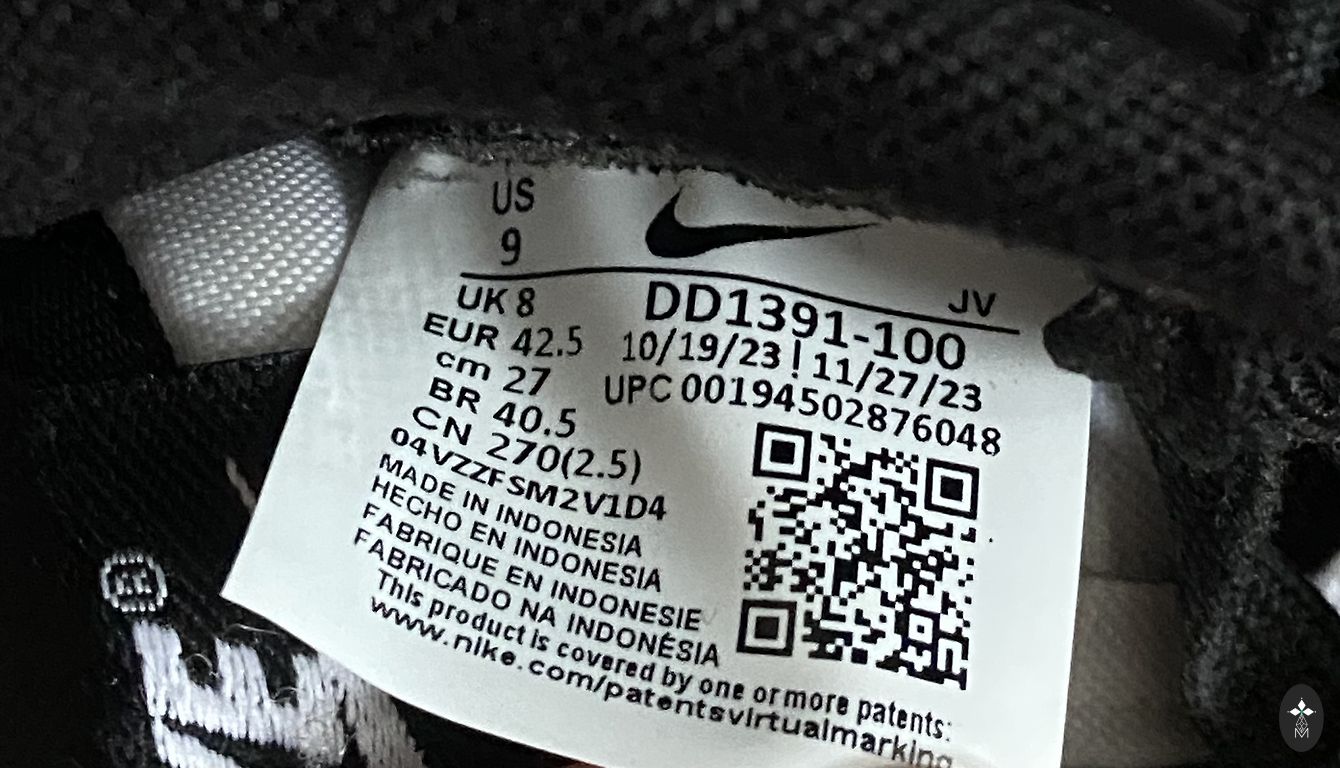 US
9
JV
UK 8
EUR 42.5
cm 27
BR 40.5
CN 270(2.5)
04VZZFSM2V1D4
DD1391-100
10/19/23 ! 11/27/23
UPC 00194502876048
MADE IN INDONESIA
HECHO EN INDONESIA
FABRIQUE EN INDONESIE
FABRICADO NA INDONÉSIA
This product is covered by one or more patents:
www.nike.com/patentsvirtualmarking
M